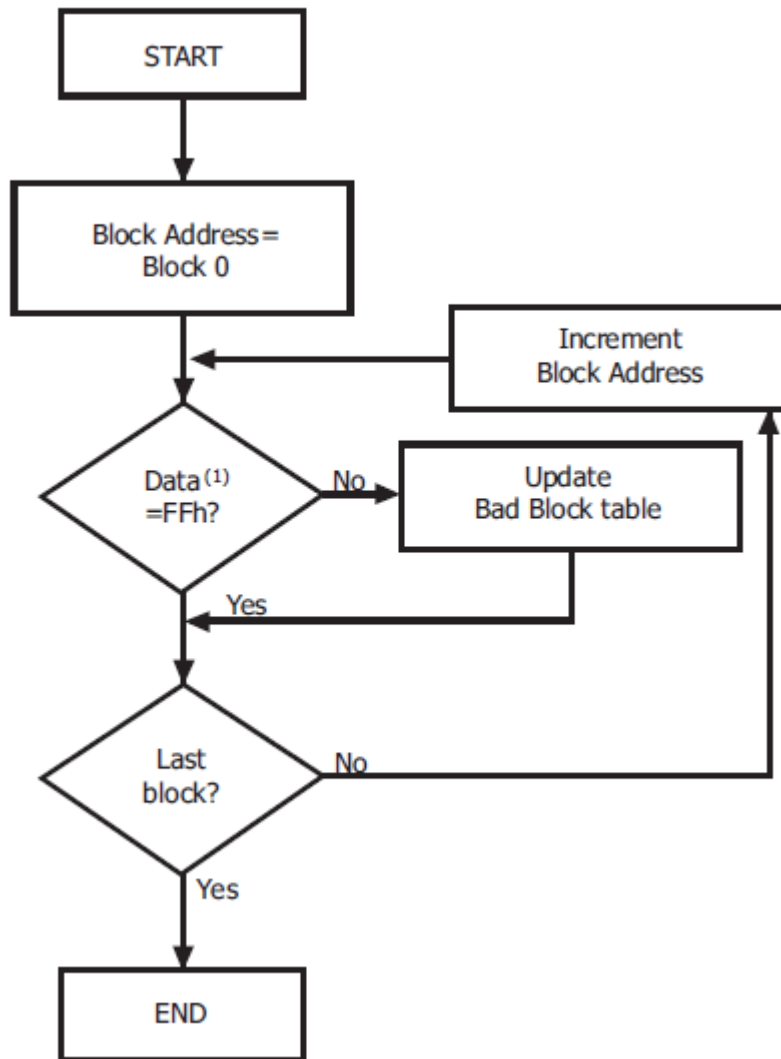 START
Block Address=
Block 0
Increment
Block Address
Data(1)
=FFh?
No
Update
Bad Block table
Yes
Last
block?
No
Yes
END